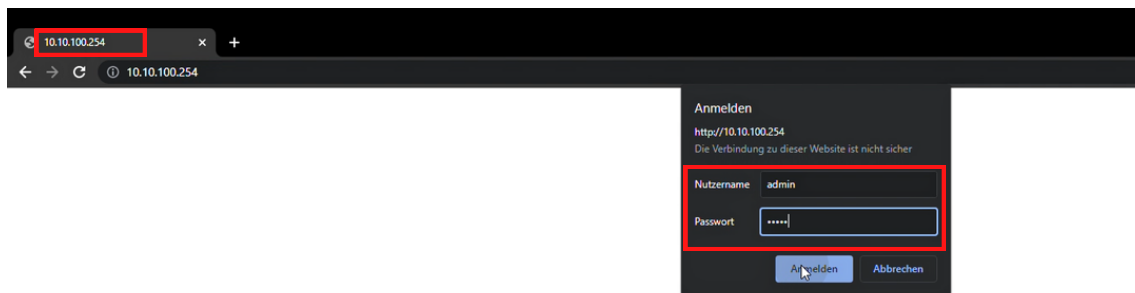 10.10.100.254
10.10.100.254
Anmelden
http://10.10.100.254
Die Verbindung zu dieser Website ist nicht sicher
Nutzername admin
Passwort •••••
Anmelden Abbrechen